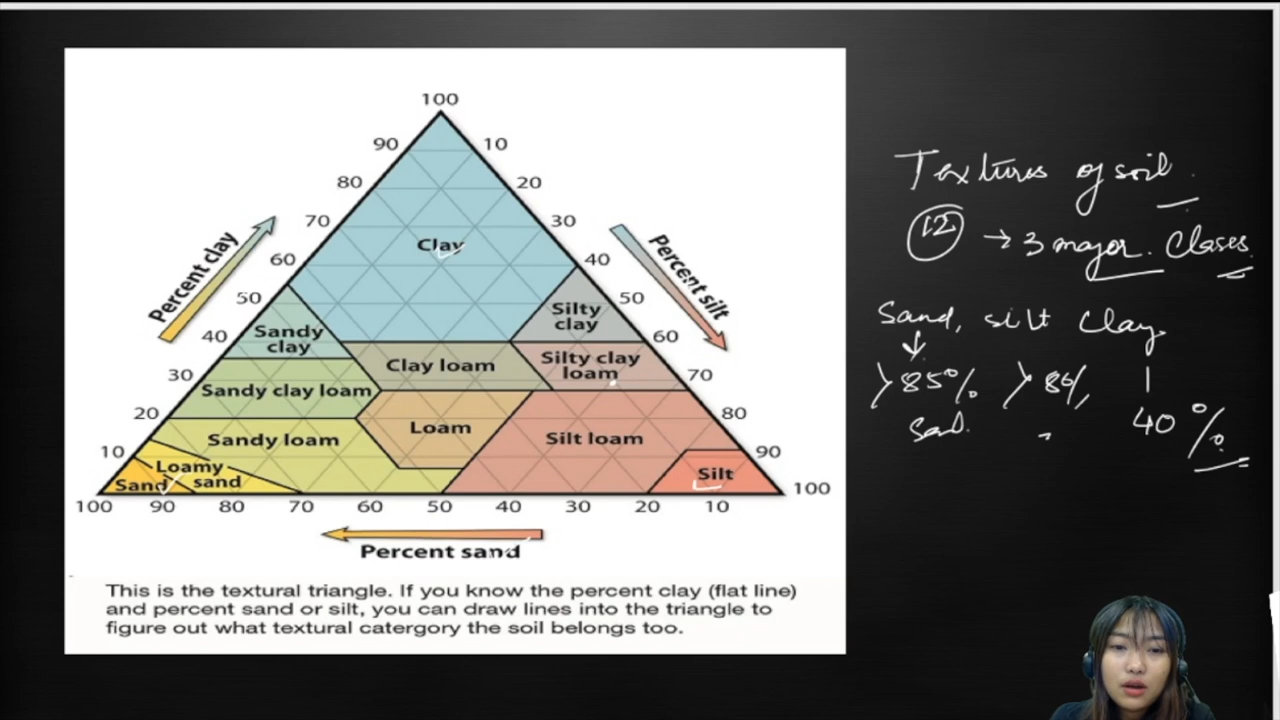 100
90 10
80 20
70 30
Clay
60 40
50 50
Silty
clay
Sandy
clay
40 60
Clay loam
Silty clay
loam
30 70
Sandy clay loam
20 80
Loam
Sandy loam
Silt loam
10 90
Loamy
sand
Sand
Silt
100
100 90 80 70 60 50 40 30 20 10
Percent clay
Percent silt
Percent sand
This is the textural triangle. If you know the percent clay (flat line)
and percent sand or silt, you can draw lines into the triangle to
figure out what textural catergory the soil belongs too.
Textures of soil.
12 → 3 major. Clases
Sand, silt Clay
>85% >80%
40%
Sand.